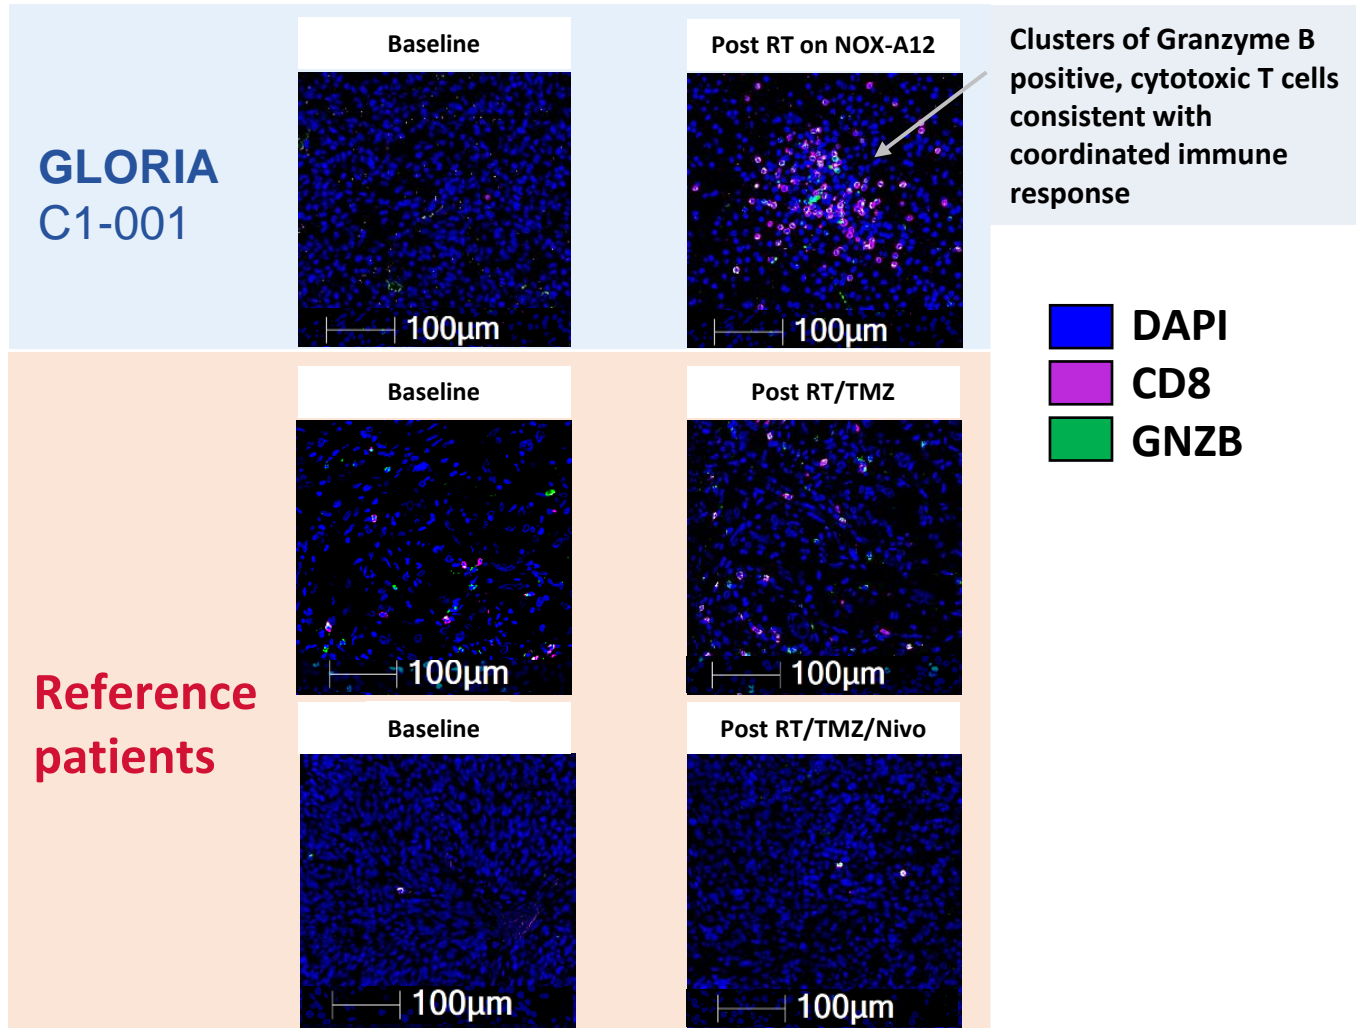 Baseline
Post RT on NOX-A12
Clusters of Granzyme B
positive, cytotoxic T cells
consistent with
coordinated immune
response
GLORIA
C1-001
100μm
100μm
DAPI
CD8
GNZB
Baseline
Post RT/TMZ
100μm
100μm
Reference
patients
Baseline
Post RT/TMZ/Nivo
100μm
100μm